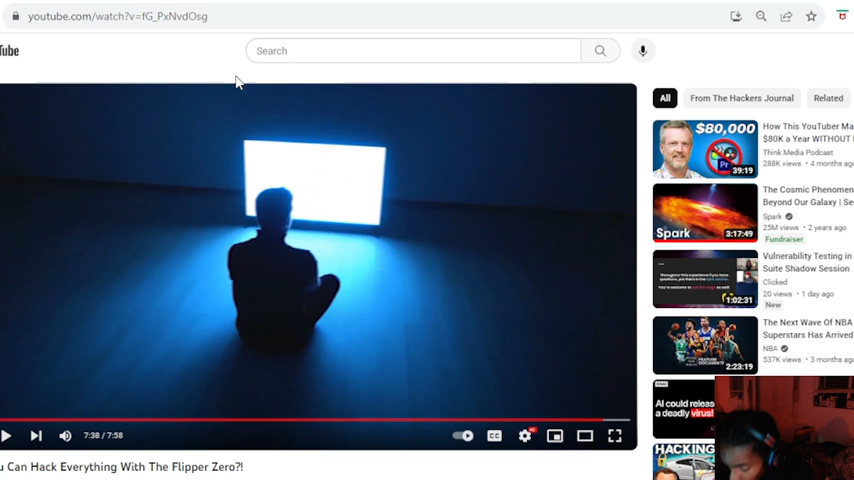 youtube.com/watch?v=fG_PxNvdOsg
Tube
Search
All
From The Hackers Journal
Related
$80,000
Pr
39:19
How This YouTuber Ma
$80K a Year WITHOUT
Think Media Podcast
288K views • 4 months a
Spark
3:17:49
The Cosmic Phenomen
Beyond Our Galaxy | Se
Spark
25M views • 2 years ago
Fundraiser
1:02:31
Vulnerability Testing in
Suite Shadow Session
Clicked
20 views • 1 day ago
New
2:23:19
The Next Wave Of NBA
Superstars Has Arrived
NBA
537K views • 3 months
AI could releas
a deadly virus!
HACKING
7:38 / 7:58
CC
HD
u Can Hack Everything With The Flipper Zero?!